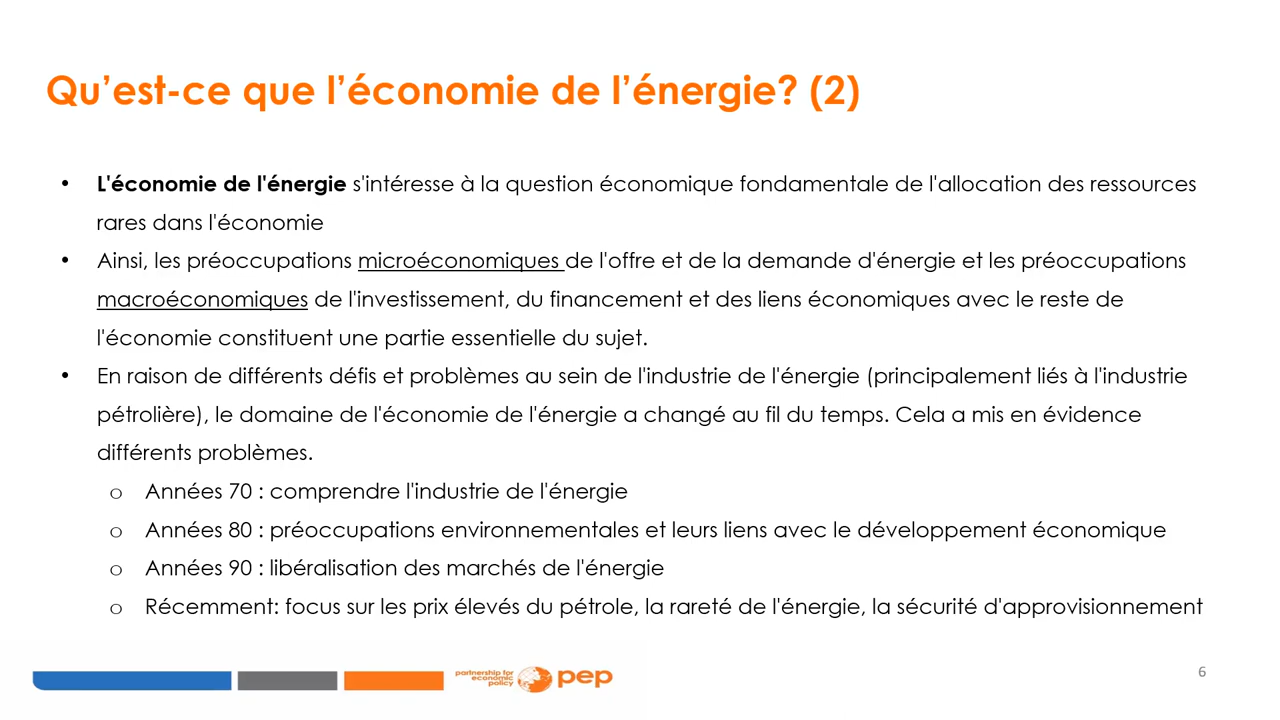 Qu’est-ce que l’économie de l’énergie? (2)
• L'économie de l'énergie s'intéresse à la question économique fondamentale de l'allocation des ressources
rares dans l'économie
• Ainsi, les préoccupations microéconomiques de l'offre et de la demande d'énergie et les préoccupations
macroéconomiques de l'investissement, du financement et des liens économiques avec le reste de
l'économie constituent une partie essentielle du sujet.
• En raison de différents défis et problèmes au sein de l'industrie de l'énergie (principalement liés à l'industrie
pétrolière), le domaine de l'économie de l'énergie a changé au fil du temps. Cela a mis en évidence
différents problèmes.
o Années 70 : comprendre l'industrie de l'énergie
o Années 80 : préoccupations environnementales et leurs liens avec le développement économique
o Années 90 : libéralisation des marchés de l'énergie
o Récemment: focus sur les prix élevés du pétrole, la rareté de l'énergie, la sécurité d'approvisionnement
partnership for
economic
policy
pep
6